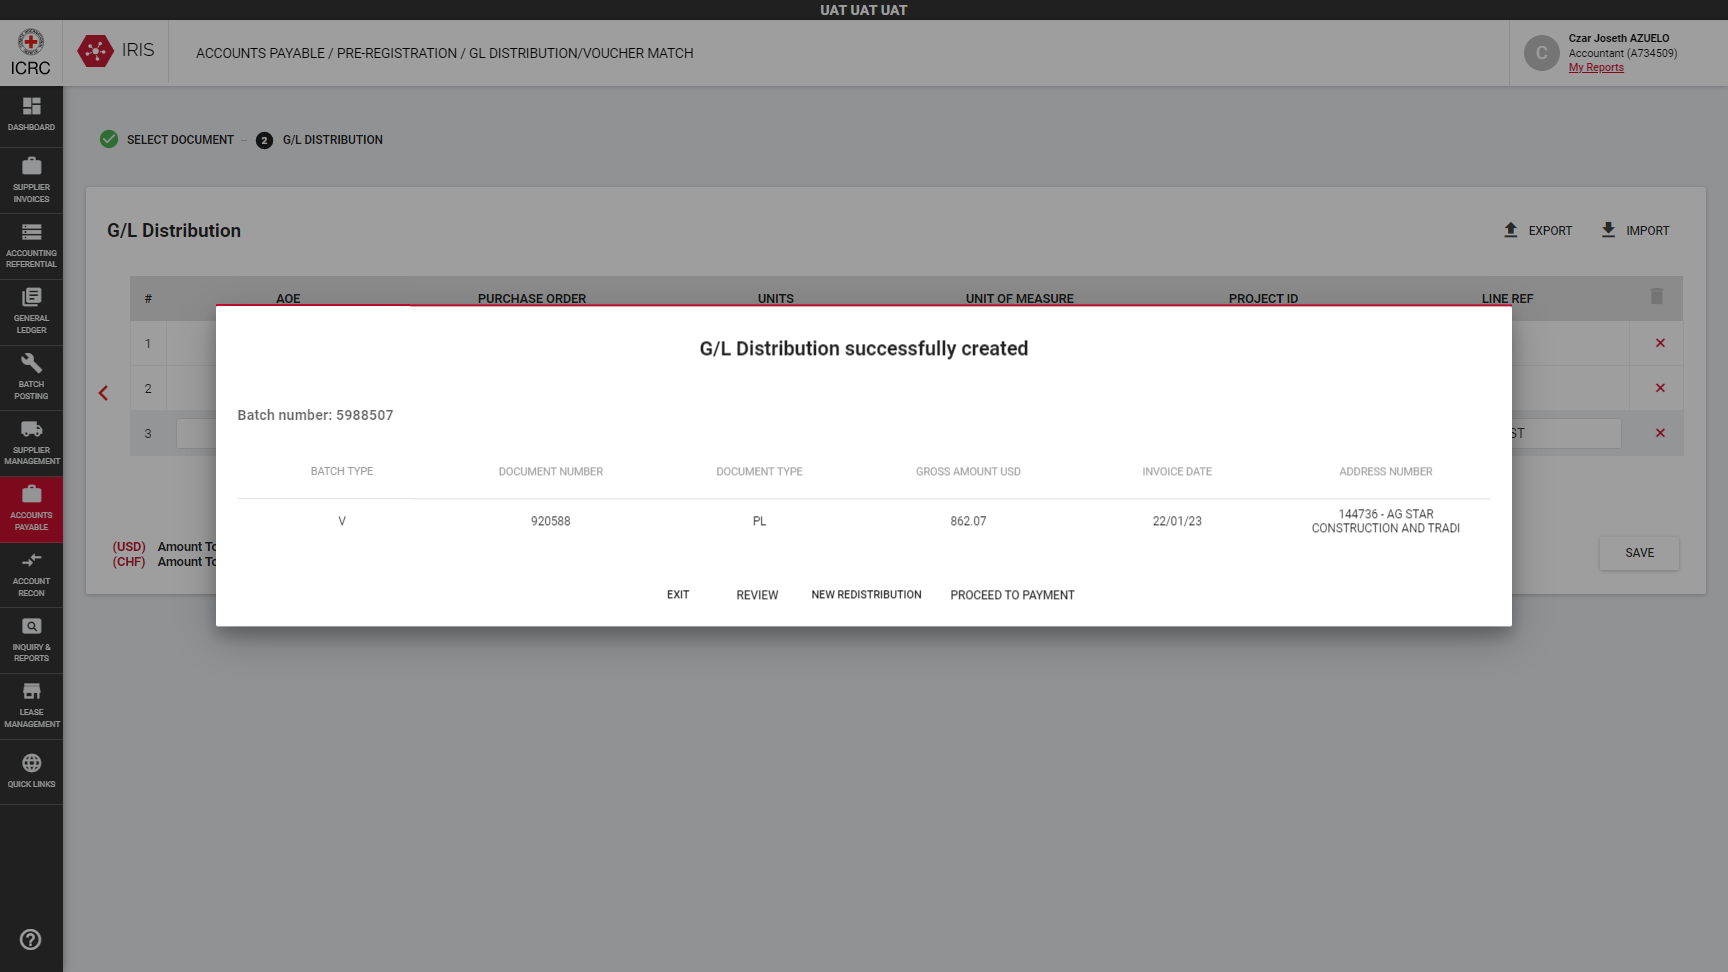 UAT UAT UAT
ICRC
IRIS
ACCOUNTS PAYABLE / PRE-REGISTRATION / GL DISTRIBUTION/VOUCHER MATCH
C
Czar Joseth AZUELO
Accountant (A734509)
My Reports
DASHBOARD
SUPPLIER
INVOICES
ACCOUNTING
REFERENTIAL
GENERAL
LEDGER
BATCH
POSTING
SUPPLIER
MANAGEMENT
ACCOUNTS
PAYABLE
ACCOUNT
RECON
INQUIRY &
REPORTS
LEASE
MANAGEMENT
QUICK LINKS
SELECT DOCUMENT
2 G/L DISTRIBUTION
G/L Distribution
EXPORT IMPORT
# AOE PURCHASE ORDER UNITS UNIT OF MEASURE PROJECT ID LINE REF
1
2
3 ST
(USD) Amount To
(CHF) Amount To
SAVE
G/L Distribution successfully created
Batch number: 5988507
BATCH TYPE DOCUMENT NUMBER DOCUMENT TYPE GROSS AMOUNT USD INVOICE DATE ADDRESS NUMBER
V 920588 PL 862.07 22/01/23 144736 - AG STAR
CONSTRUCTION AND TRADI
EXIT REVIEW NEW REDISTRIBUTION PROCEED TO PAYMENT